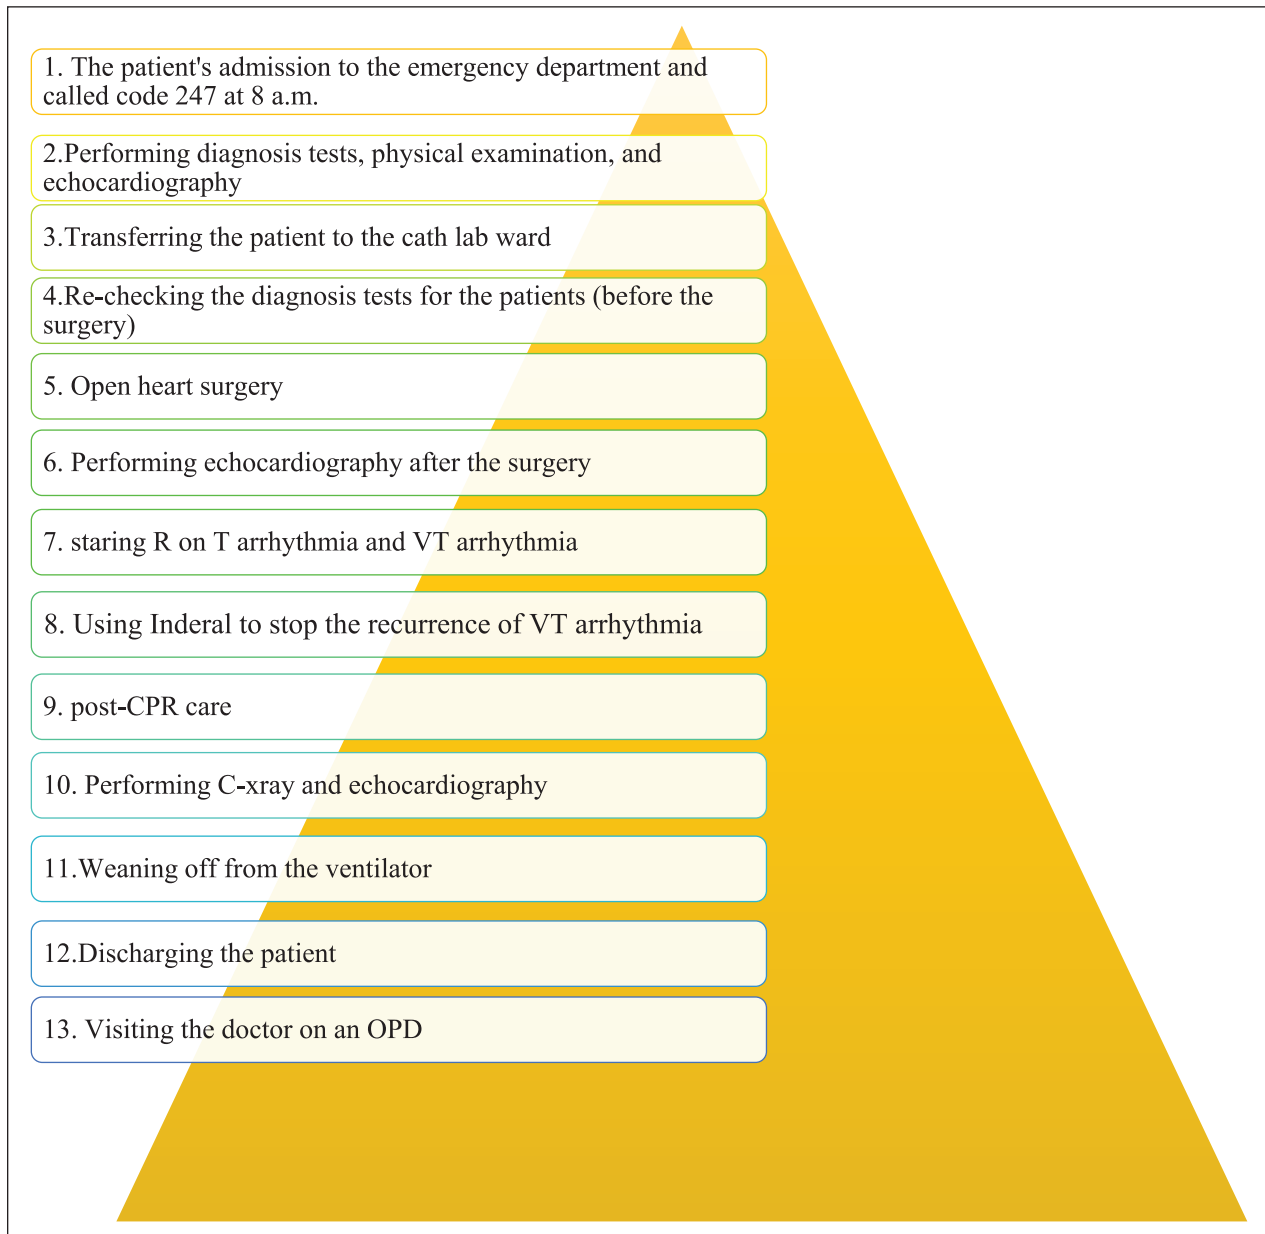 1. The patient's admission to the emergency department and
called code 247 at 8 a.m.
2.Performing diagnosis tests, physical examination, and
echocardiography
3.Transferring the patient to the cath lab ward
4.Re-checking the diagnosis tests for the patients (before the
surgery)
5. Open heart surgery
6. Performing echocardiography after the surgery
7. staring R on T arrhythmia and VT arrhythmia
8. Using Inderal to stop the recurrence of VT arrhythmia
9. post-CPR care
10. Performing C-xray and echocardiography
11.Weaning off from the ventilator
12.Discharging the patient
13. Visiting the doctor on an OPD